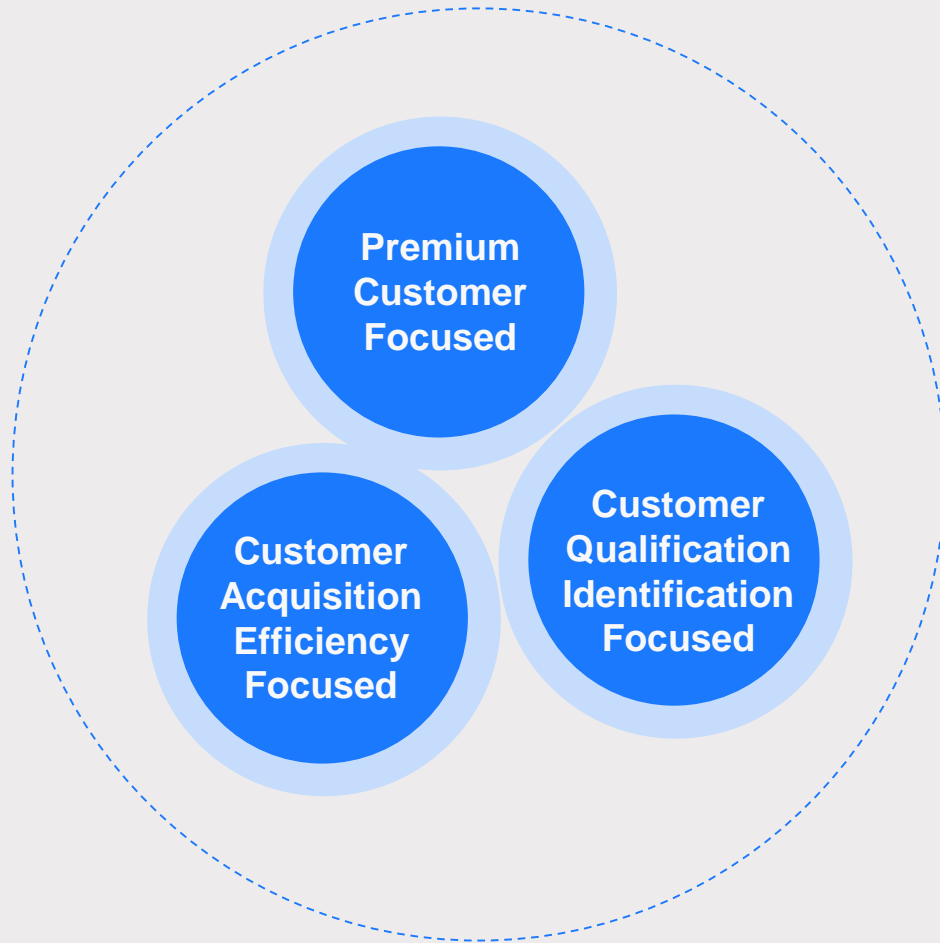 Premium
Customer
Focused
Customer
Acquisition
Efficiency
Focused
Customer
Qualification
Identification
Focused